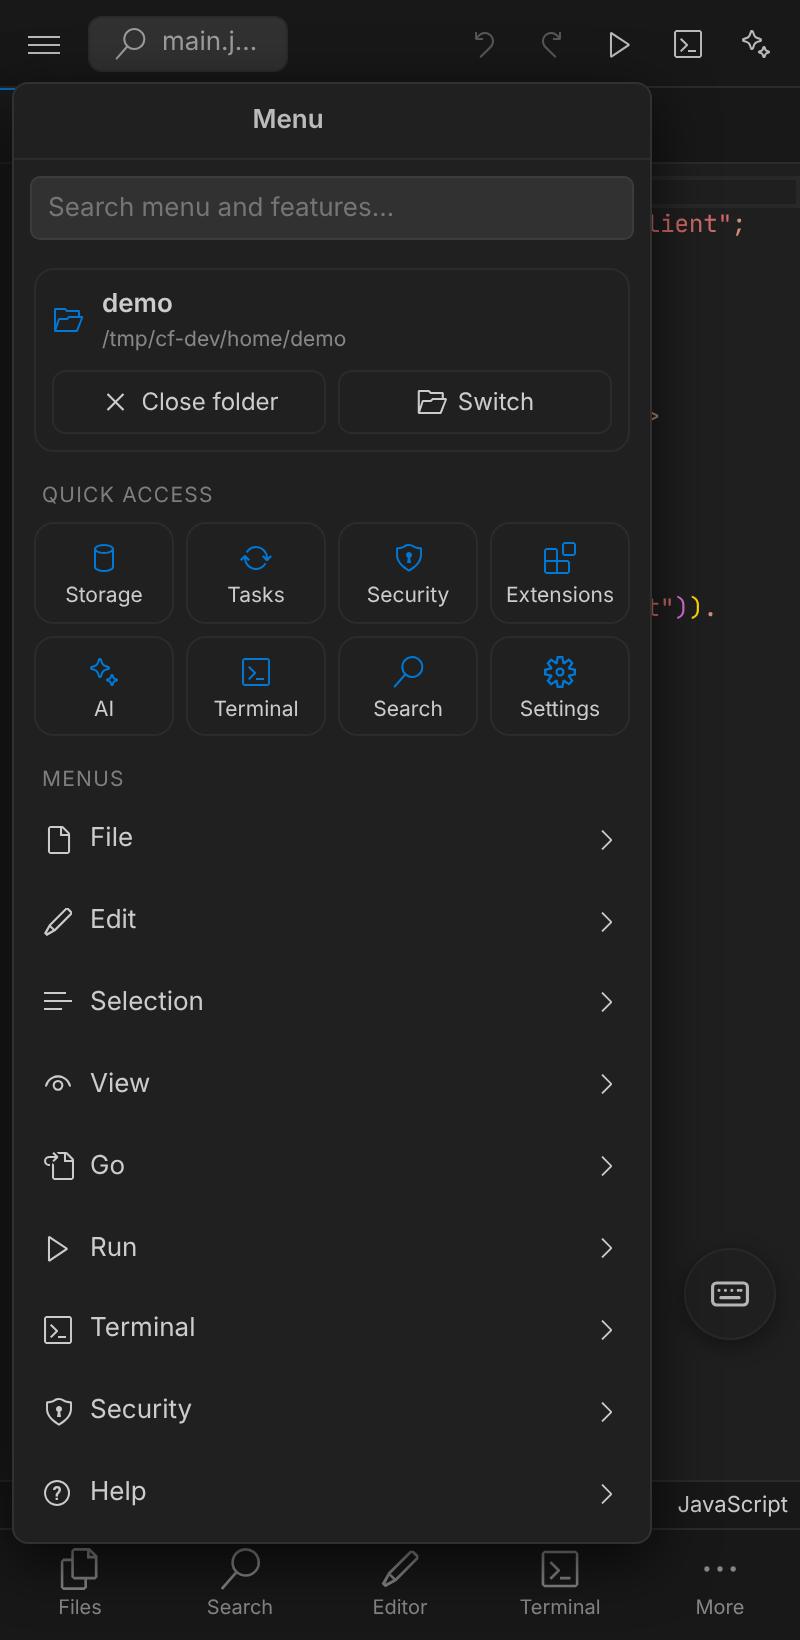 main.j...
Menu
Search menu and features...
lient";
demo
/tmp/cf-dev/home/demo
Close folder
Switch
>
QUICK ACCESS
Storage
Tasks
Security
Extensions
t")).
AI
Terminal
Search
Settings
MENUS
File
Edit
Selection
View
Go
Run
Terminal
Security
Help
JavaScript
Files
Search
Editor
Terminal
More